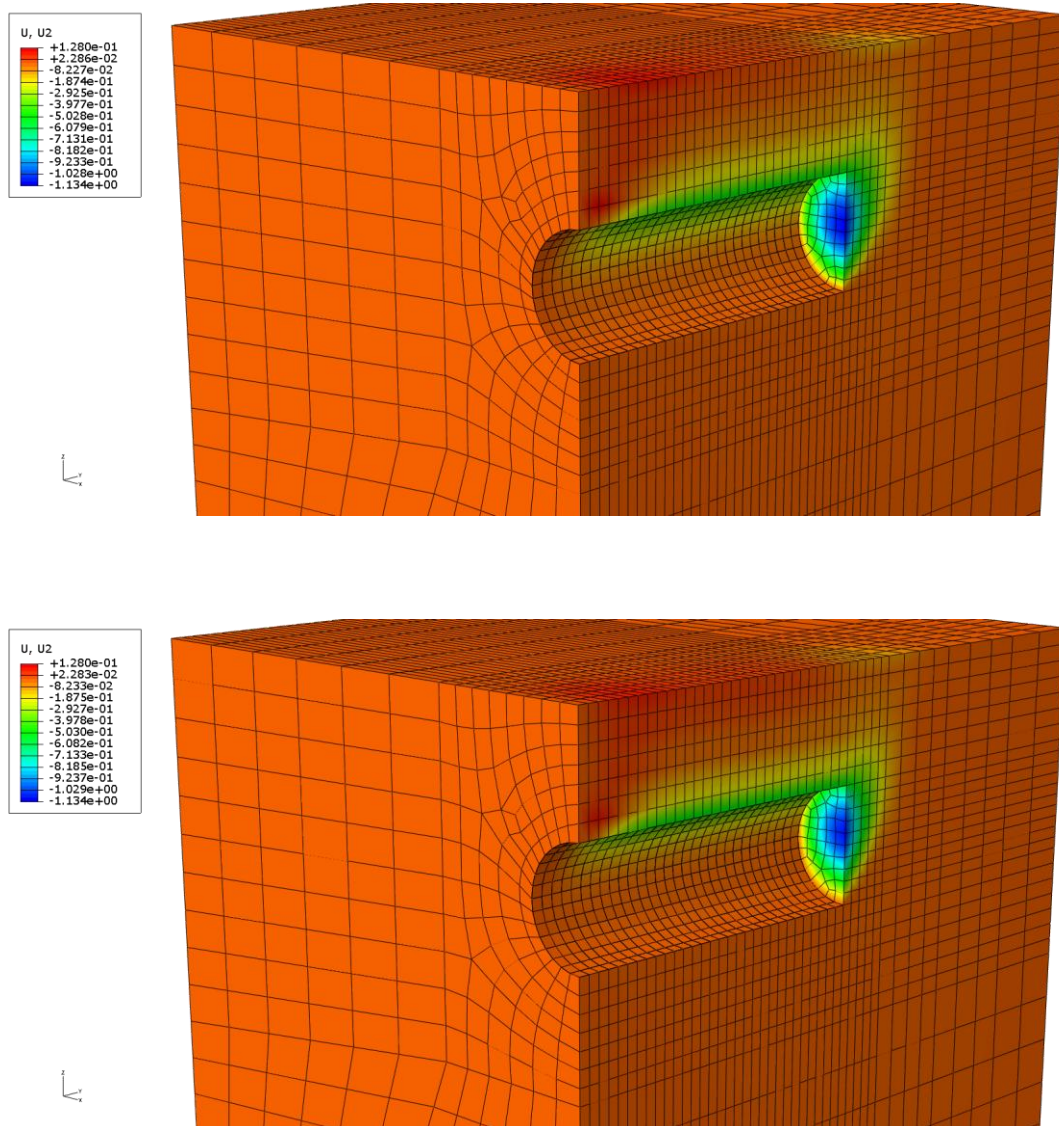 U, U2
+1.280e-01
+2.286e-02
-8.227e-02
-1.874e-01
-2.925e-01
-3.977e-01
-5.028e-01
-6.079e-01
-7.131e-01
-8.182e-01
-9.233e-01
-1.028e+00
-1.134e+00
Z
Y
X
U, U2
+1.280e-01
+2.283e-02
-8.233e-02
-1.875e-01
-2.927e-01
-3.978e-01
-5.030e-01
-6.082e-01
-7.133e-01
-8.185e-01
-9.237e-01
-1.029e+00
-1.134e+00
Z
Y
X